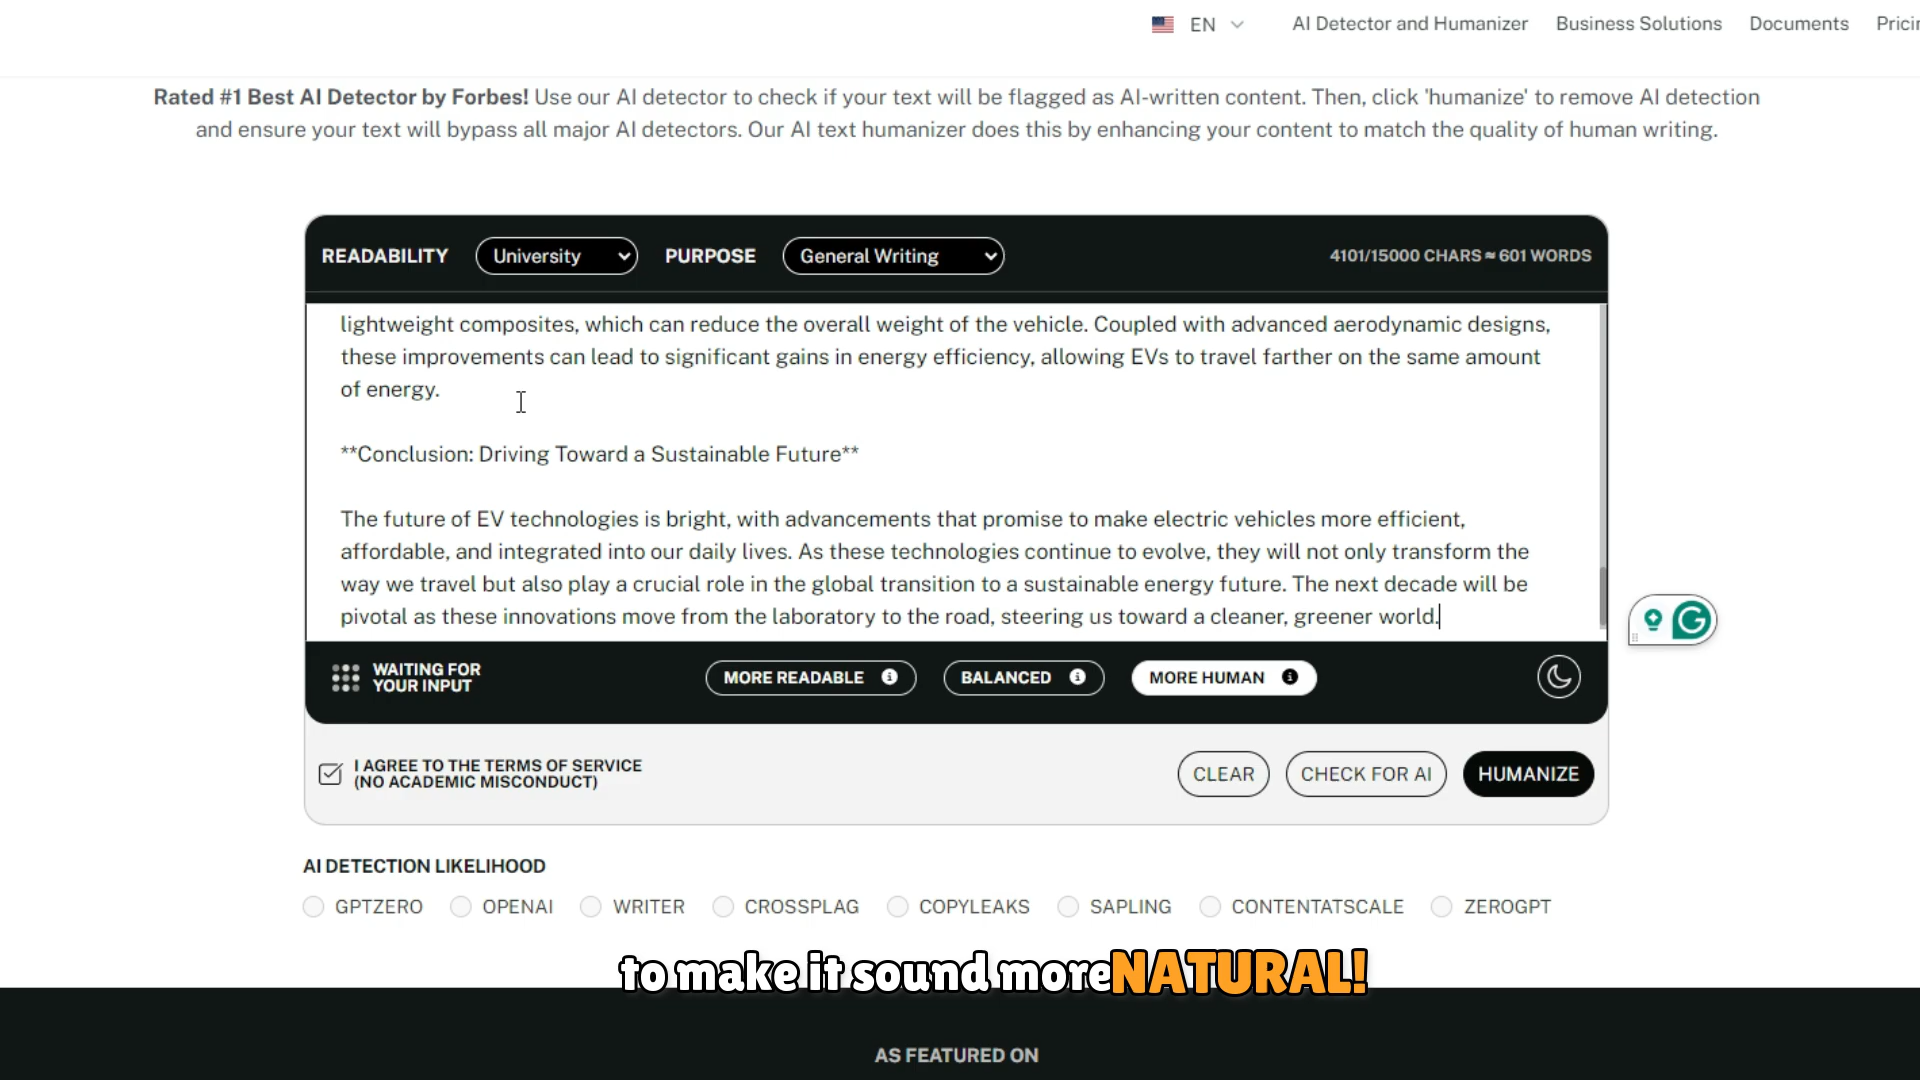 EN
AI Detector and Humanizer
Business Solutions
Documents
Pricin
Rated #1 Best AI Detector by Forbes! Use our AI detector to check if your text will be flagged as AI-written content. Then, click 'humanize' to remove AI detection
and ensure your text will bypass all major AI detectors. Our AI text humanizer does this by enhancing your content to match the quality of human writing.
READABILITY University PURPOSE General Writing 4101/15000 CHARS ≈ 601 WORDS
lightweight composites, which can reduce the overall weight of the vehicle. Coupled with advanced aerodynamic designs,
these improvements can lead to significant gains in energy efficiency, allowing EVs to travel farther on the same amount
of energy.
**Conclusion: Driving Toward a Sustainable Future**
The future of EV technologies is bright, with advancements that promise to make electric vehicles more efficient,
affordable, and integrated into our daily lives. As these technologies continue to evolve, they will not only transform the
way we travel but also play a crucial role in the global transition to a sustainable energy future. The next decade will be
pivotal as these innovations move from the laboratory to the road, steering us toward a cleaner, greener world.
WAITING FOR
YOUR INPUT
MORE READABLE BALANCED MORE HUMAN
I AGREE TO THE TERMS OF SERVICE
(NO ACADEMIC MISCONDUCT)
CLEAR CHECK FOR AI HUMANIZE
AI DETECTION LIKELIHOOD
GPTZERO OPENAI WRITER CROSSPLAG COPYLEAKS SAPLING CONTENTATSCALE ZEROGPT
to make it sound more NATURAL!
AS FEATURED ON